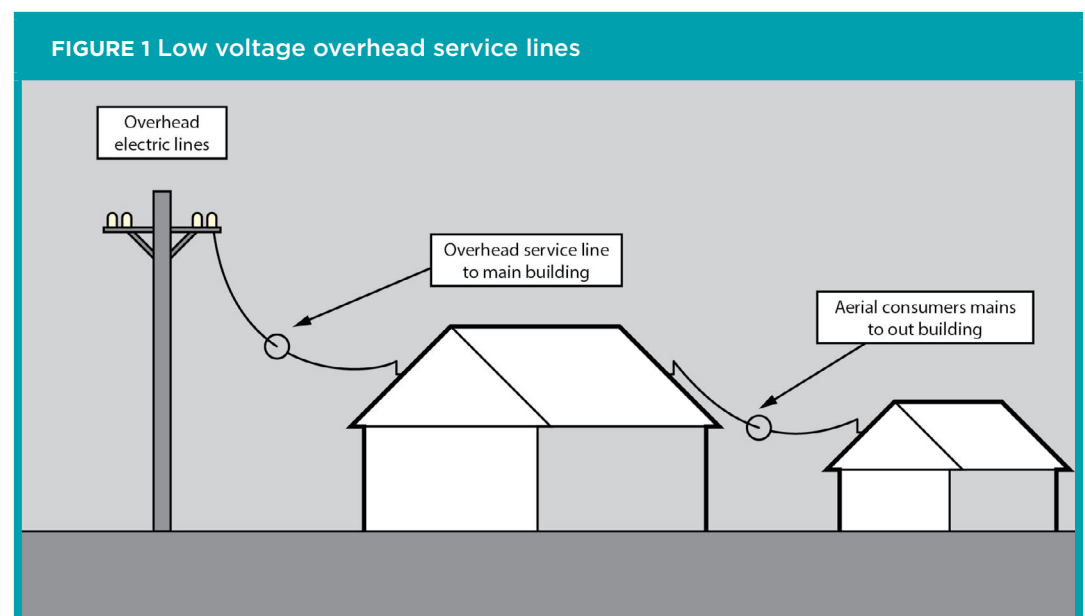 FIGURE 1 Low voltage overhead service lines
Overhead
electric lines
Overhead service line
to main building
Aerial consumers mains
to out building